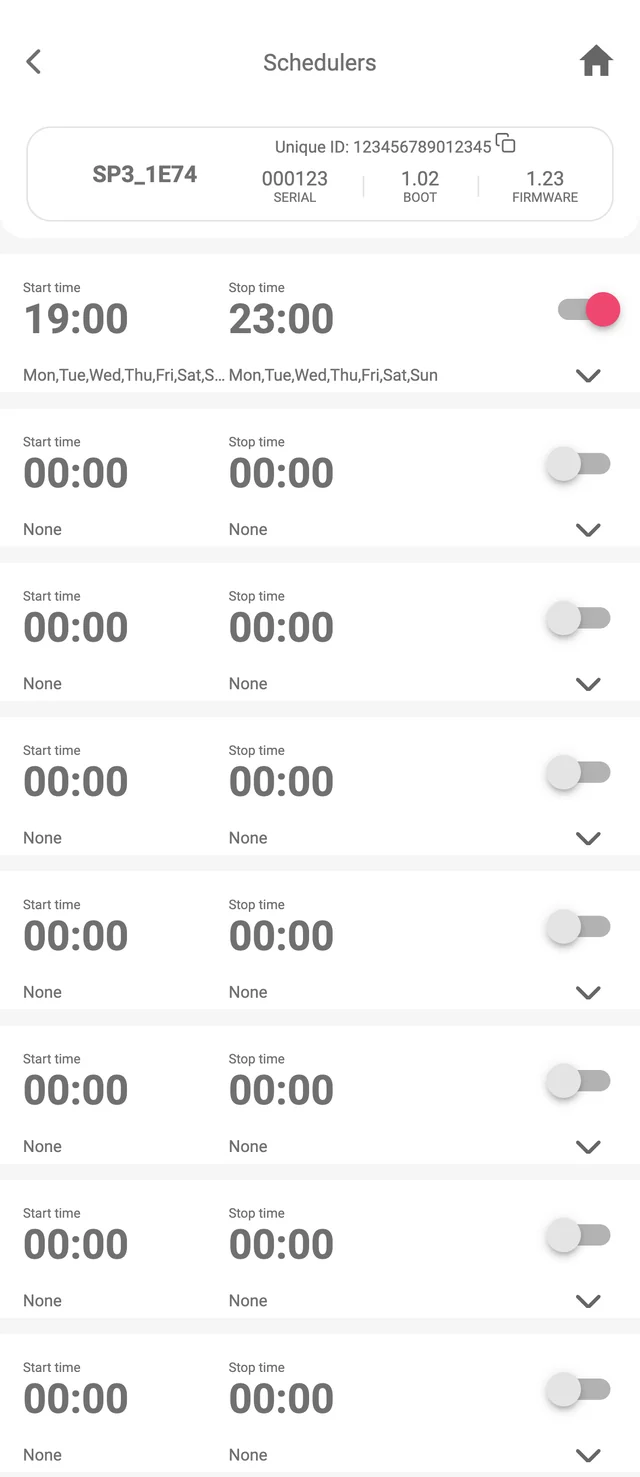 Schedulers
Unique ID: 123456789012345
SP3_1E74
000123 1.02 1.23
SERIAL BOOT FIRMWARE
Start time Stop time
19:00 23:00
Mon,Tue,Wed,Thu,Fri,Sat,S... Mon,Tue,Wed,Thu,Fri,Sat,Sun
Start time Stop time
00:00 00:00
None None
Start time Stop time
00:00 00:00
None None
Start time Stop time
00:00 00:00
None None
Start time Stop time
00:00 00:00
None None
Start time Stop time
00:00 00:00
None None
Start time Stop time
00:00 00:00
None None
Start time Stop time
00:00 00:00
None None